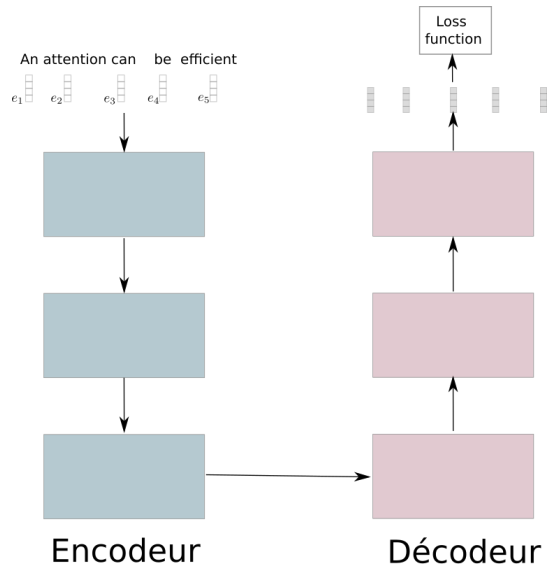 An attention can be efficient
e1 e2 e3 e4 e5
Loss
function
Encodeur
Décodeur